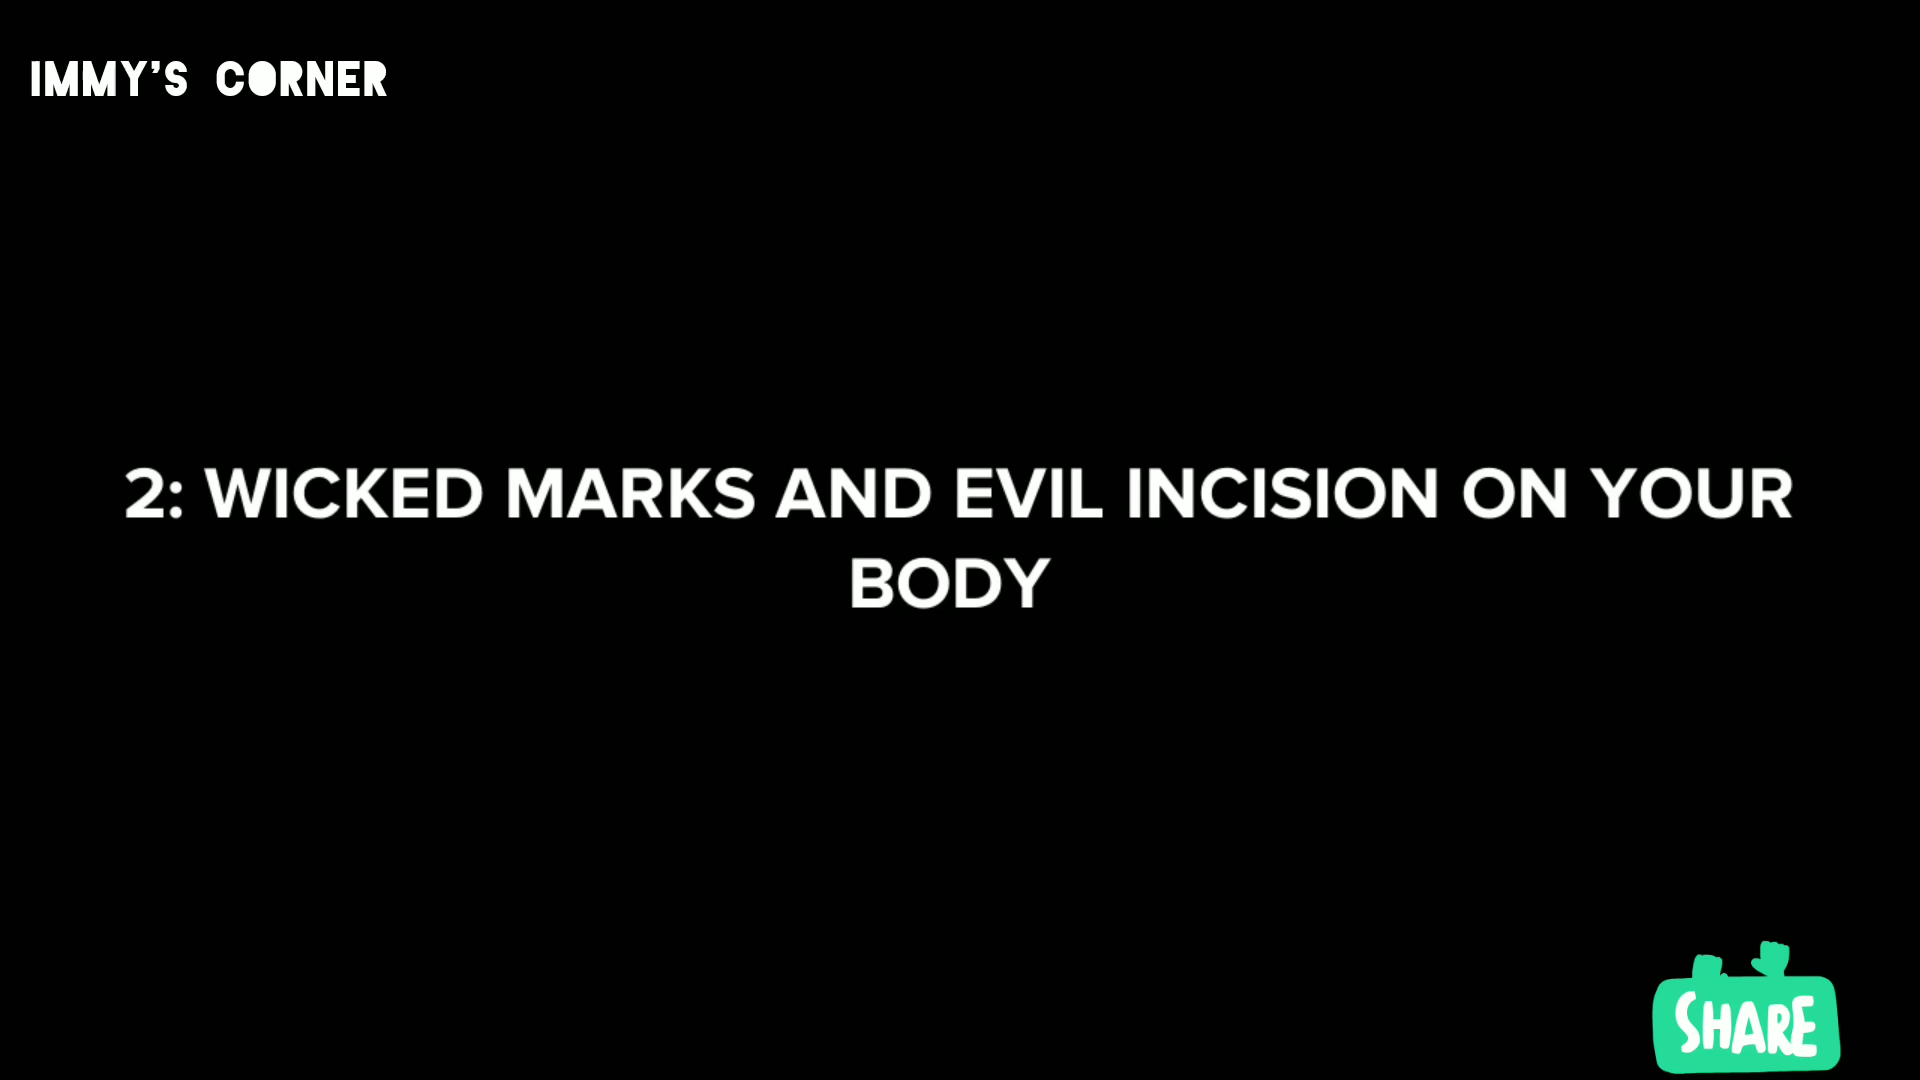 IMMY'S CORNER
2: WICKED MARKS AND EVIL INCISION ON YOUR
BODY
SHARE